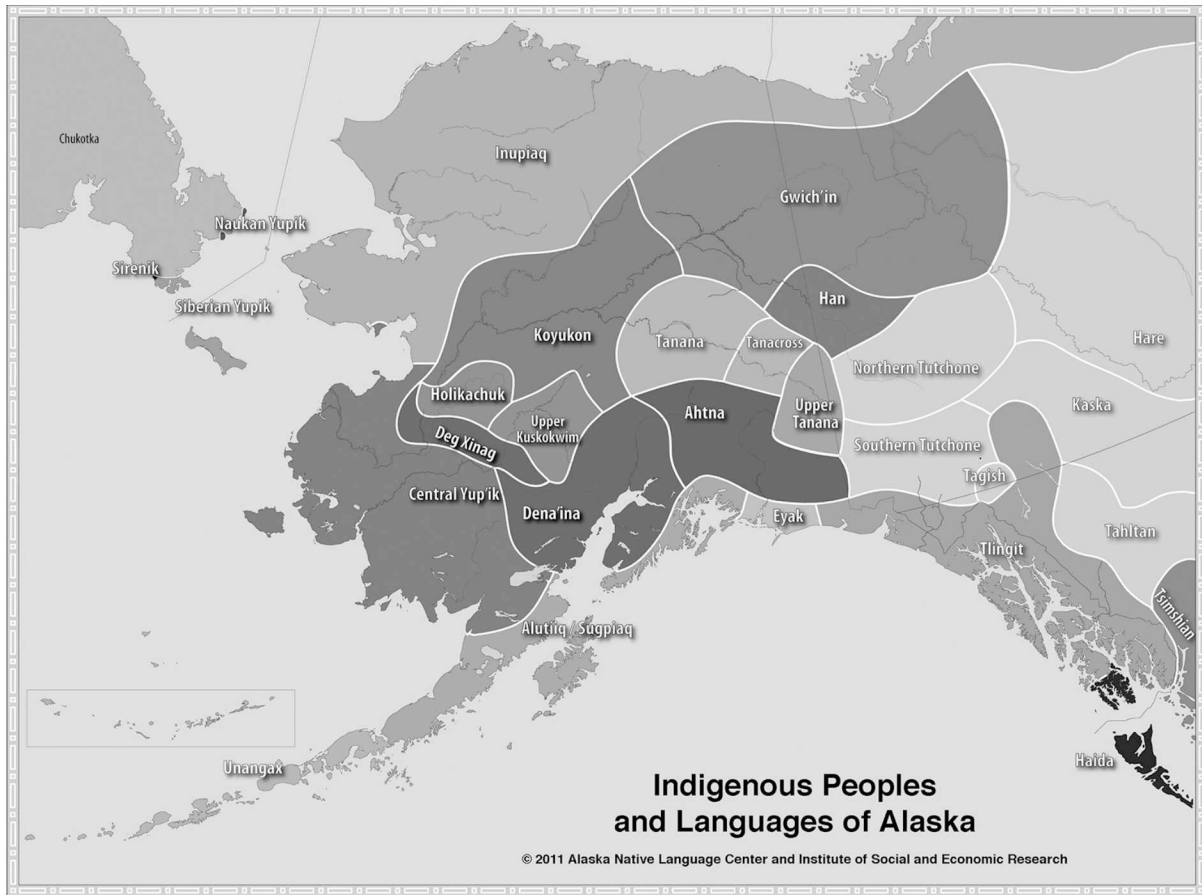 Chukotka
Inupiaq
Gwich'in
Naukan Yupik
Sirenik
Siberian Yupik
Han
Koyukon
Tanana
Tanacross
Hare
Northern Tutchone
Holikachuk
Kaska
Upper
Kuskokwim
Ahtna
Upper
Tanana
Deg Xinag
Southern Tutchone
Tagish
Central Yup'ik
Dena'ina
Eyak
Tahltan
Tlingit
Tsimshian
Alutiiq / Sugpiaq
Unangax̂
Haida
Indigenous Peoples
and Languages of Alaska
© 2011 Alaska Native Language Center and Institute of Social and Economic Research